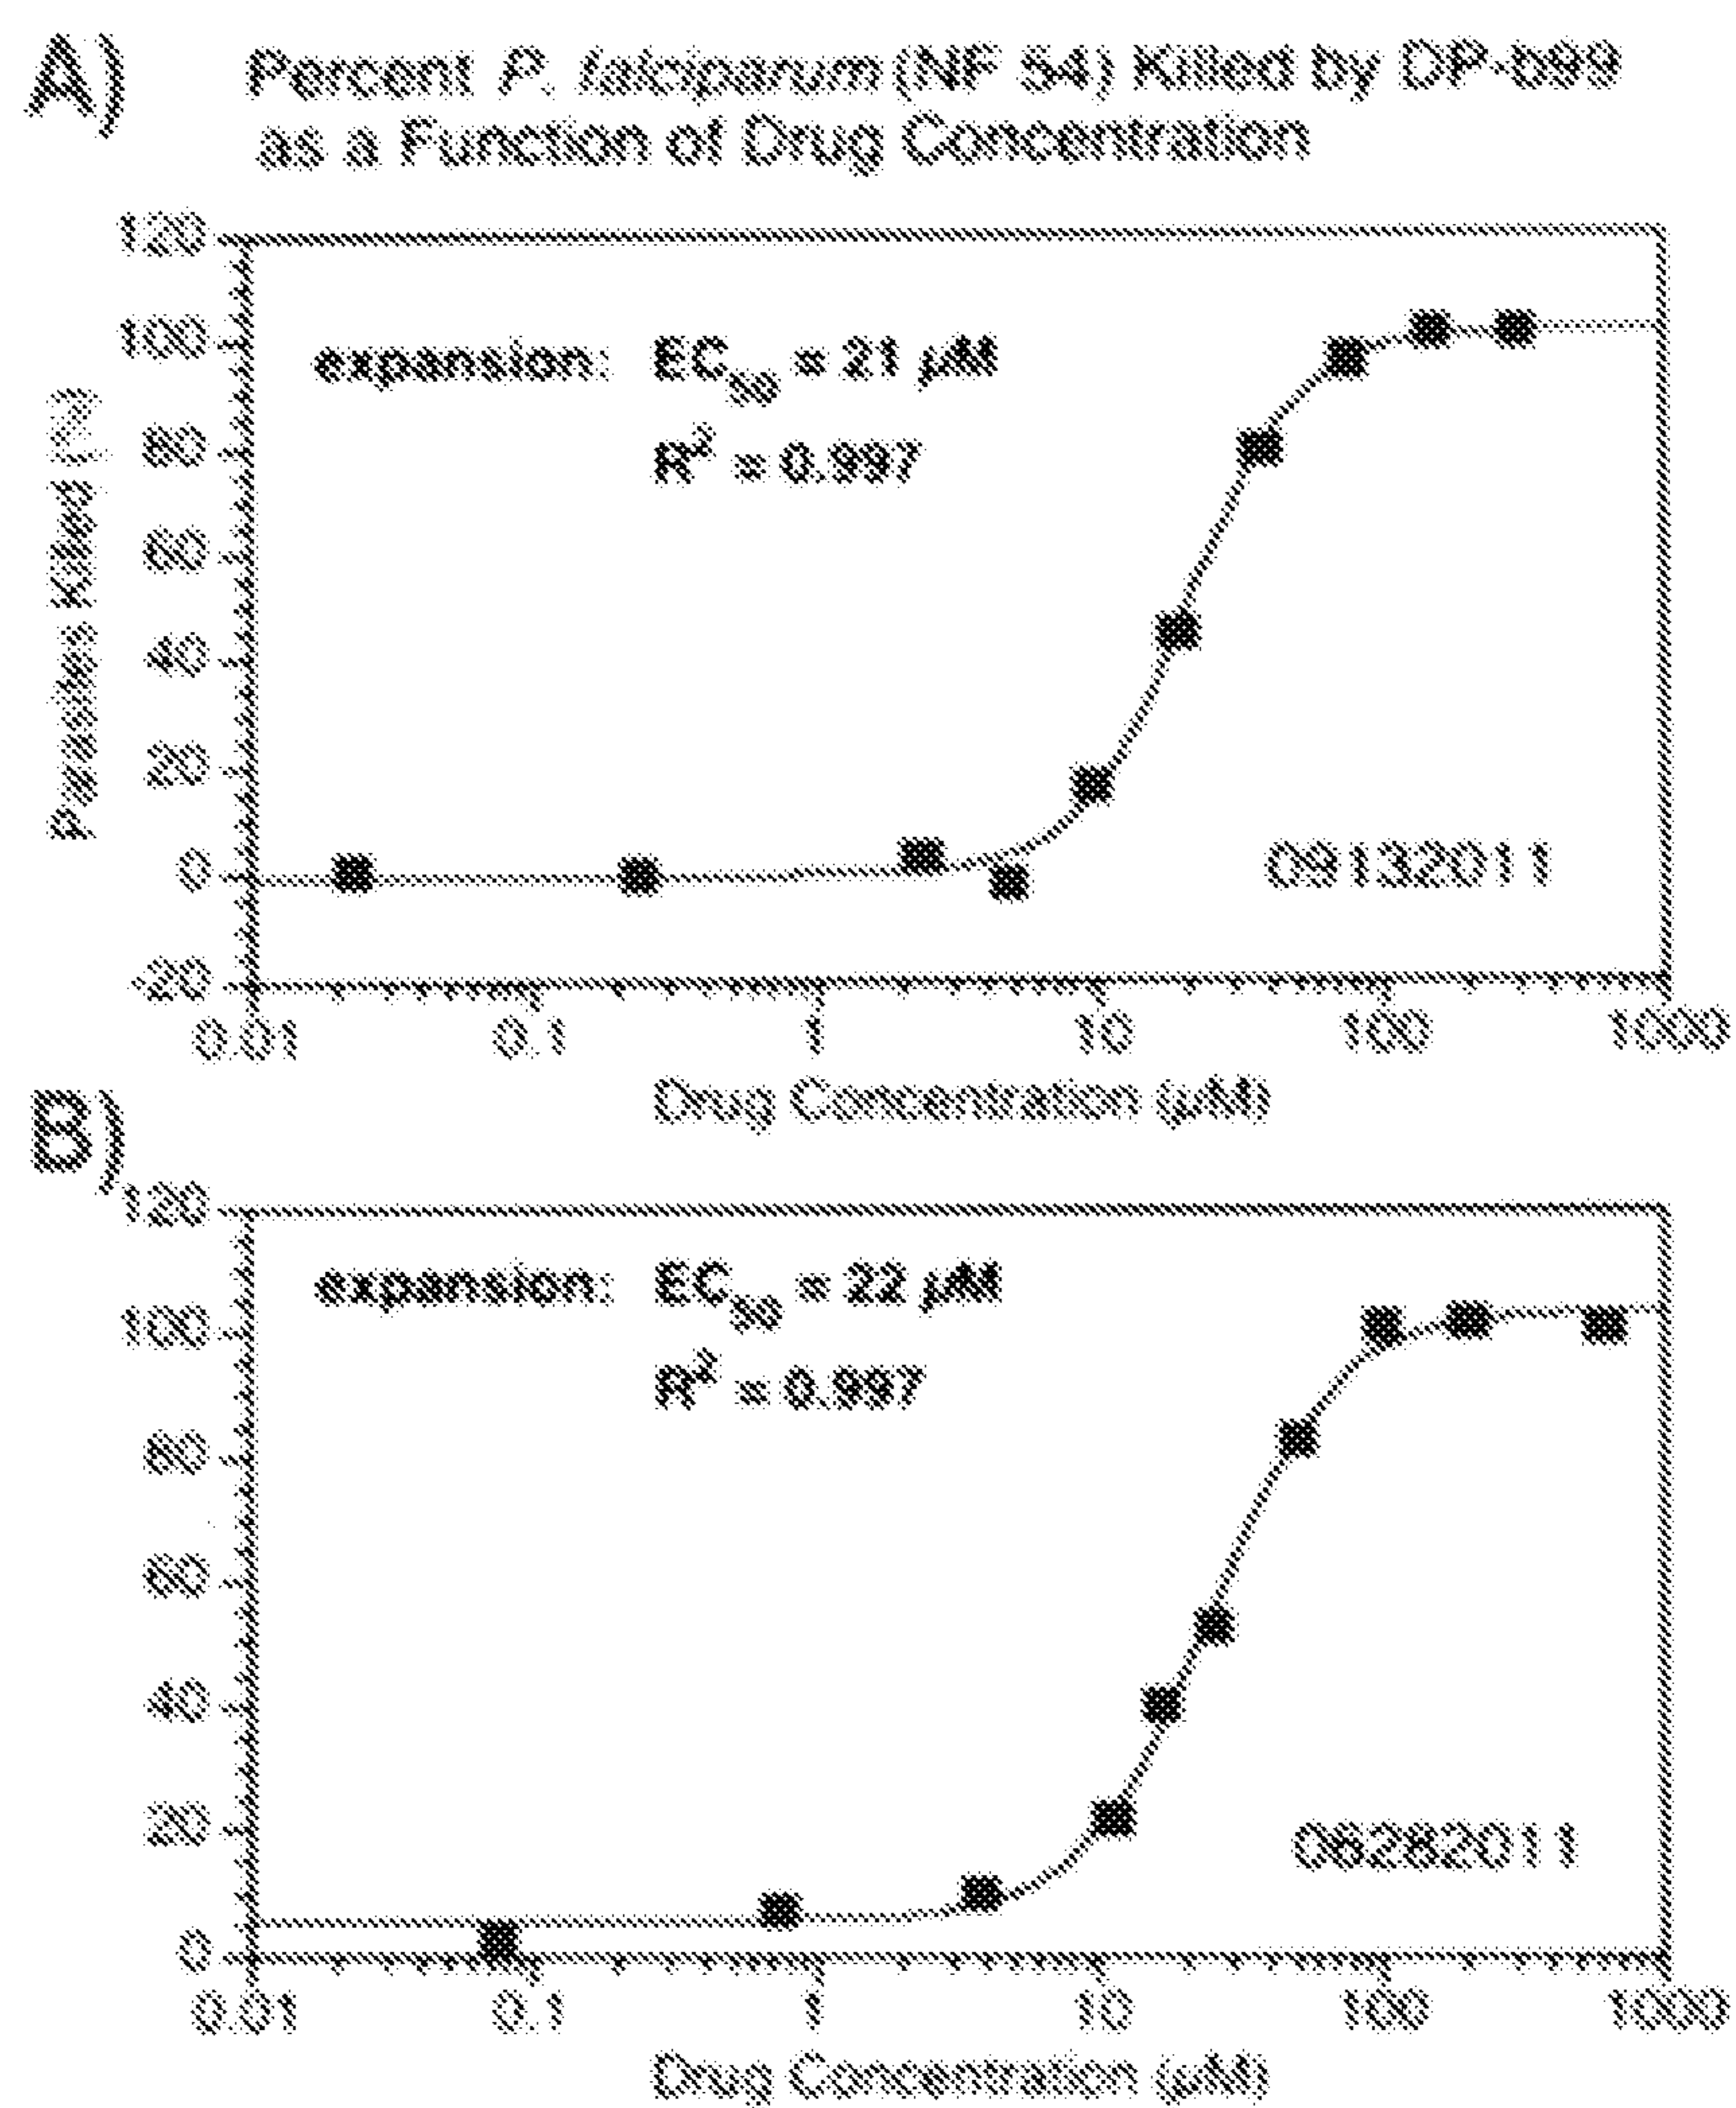 A)
Percent P. falciparum (NF 54) Killed by DP-b99
as a Function of Drug Concentration
Parasites Killed [%]
120
100
80
60
40
20
0
-20
expansion: EC50 = 21 µM
R² = 0.997
09132011
0.01 0.1 1 10 100 1000
Drug Concentration (µM)
B)
120
100
80
60
40
20
0
expansion: EC50 = 22 µM
R² = 0.997
06282011
0.01 0.1 1 10 100 1000
Drug Concentration (µM)